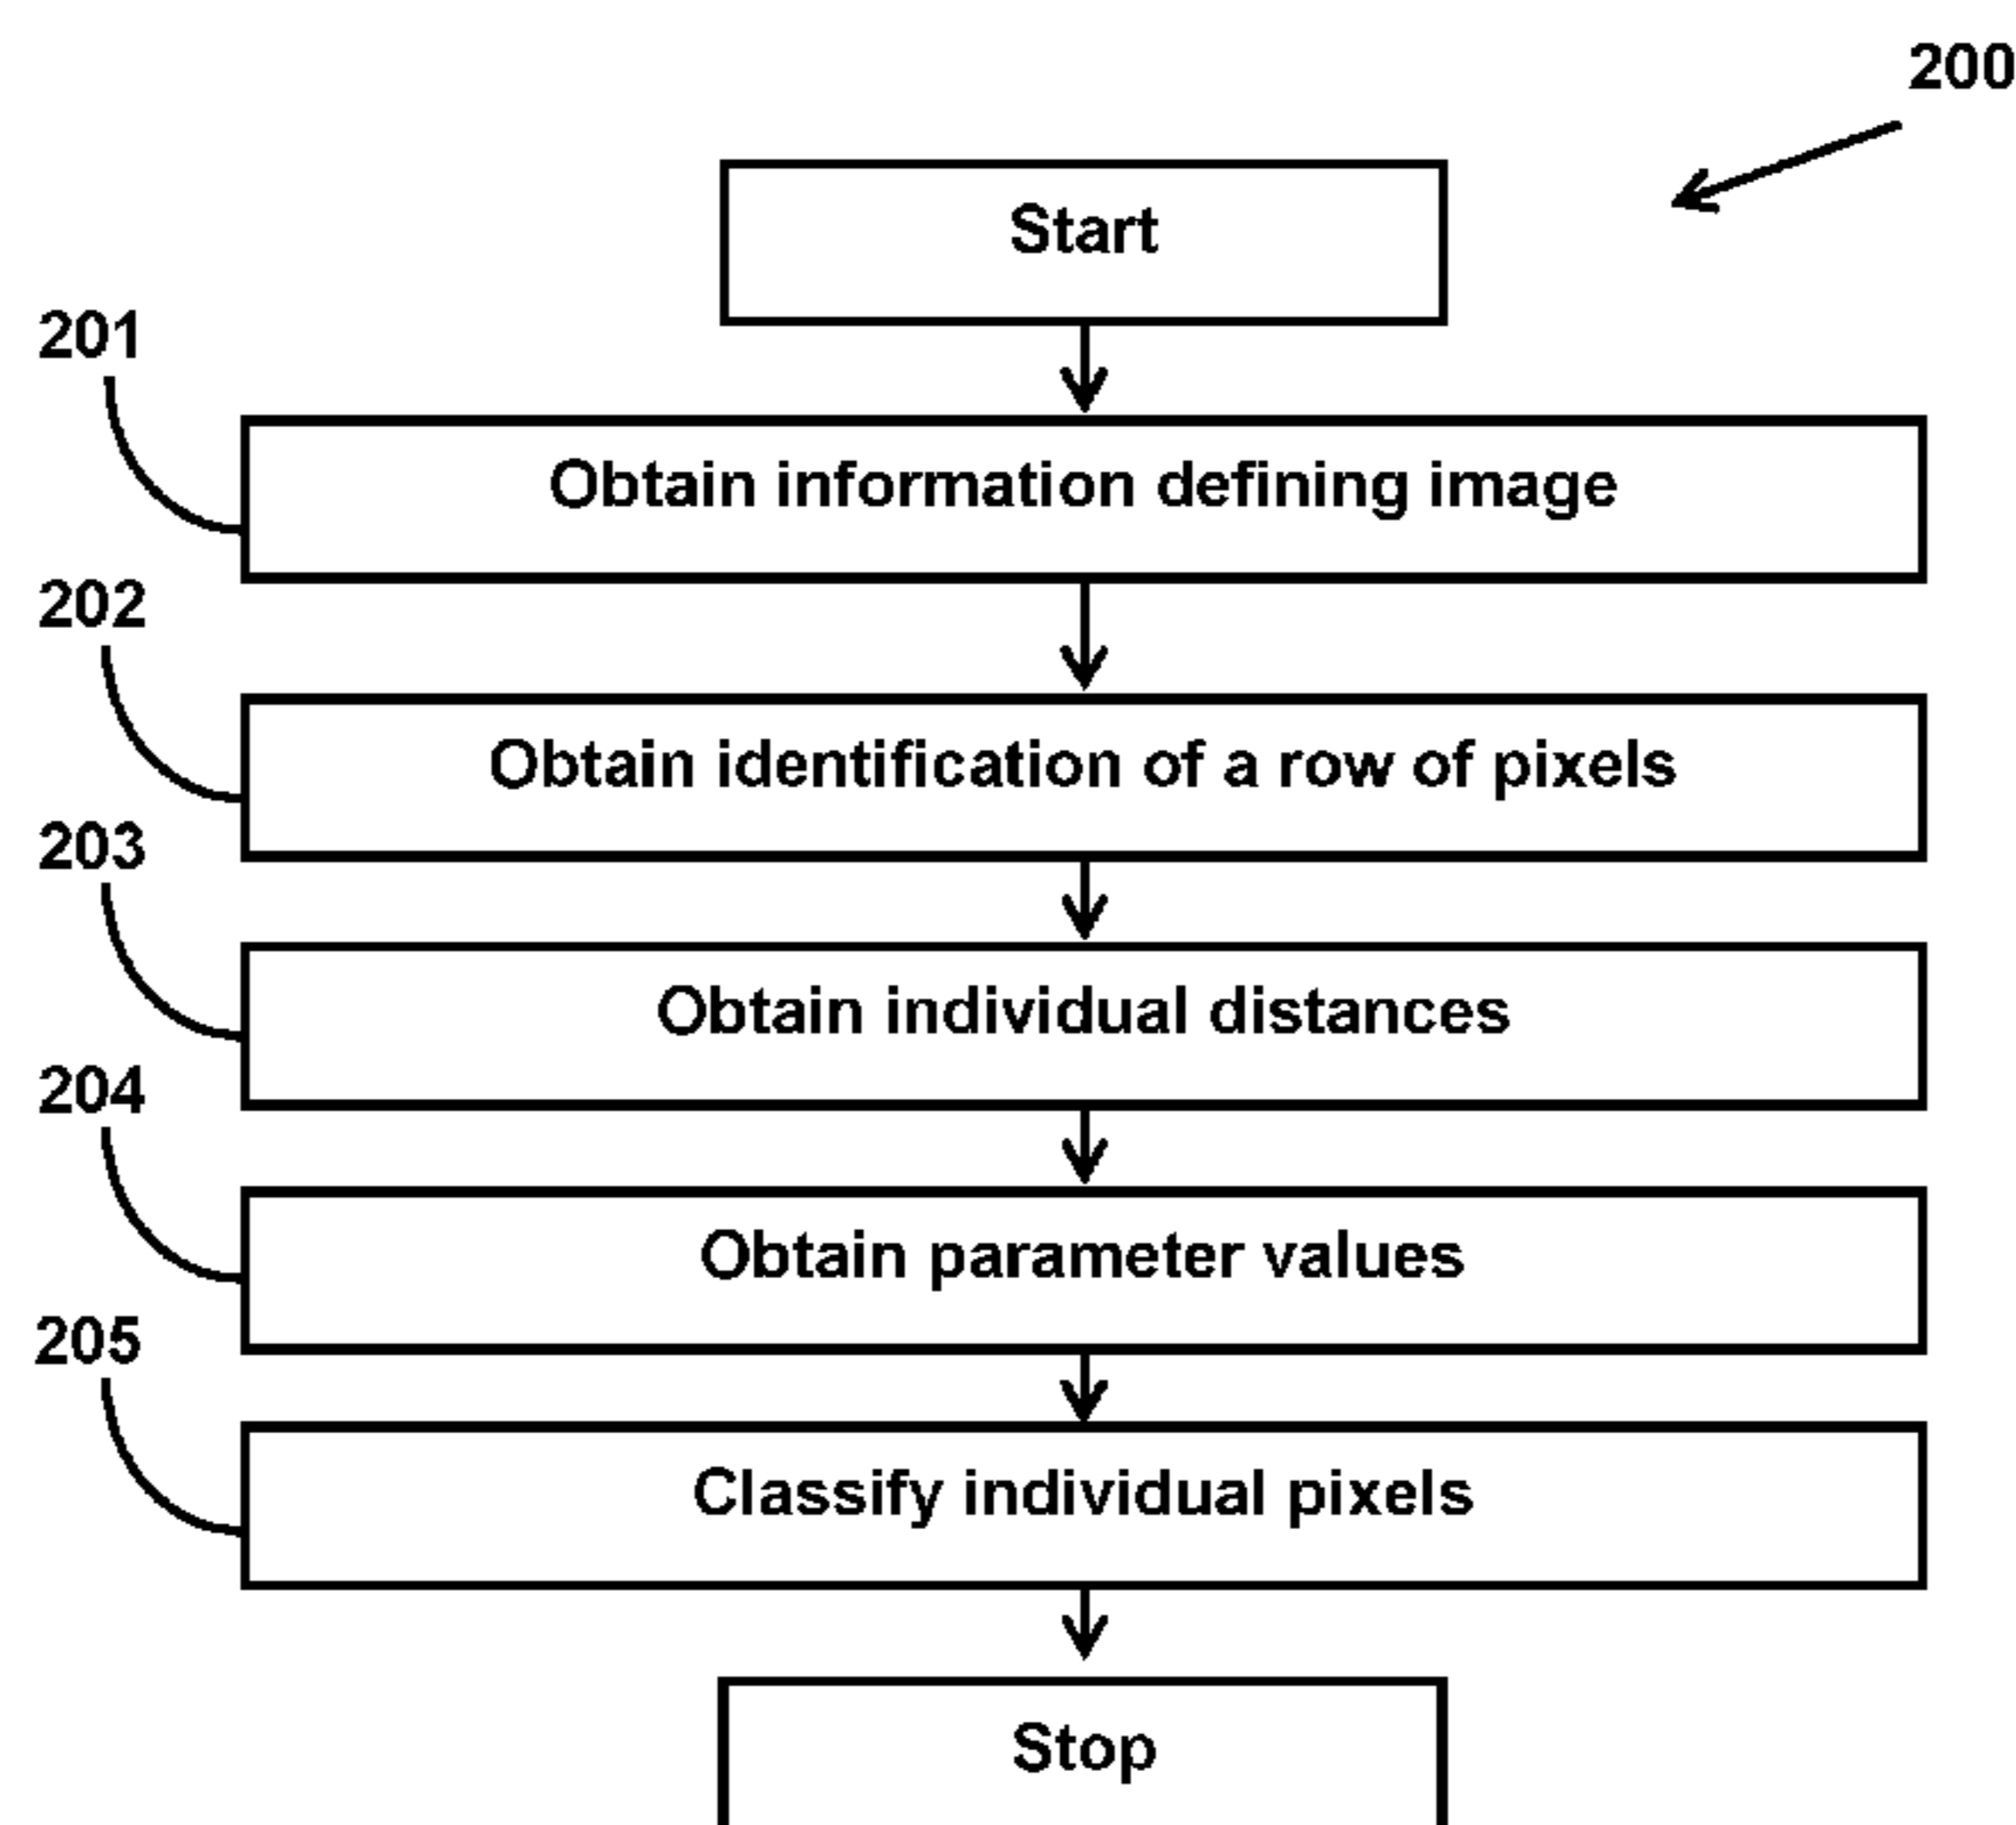 200
Start
201
Obtain information defining image
202
Obtain identification of a row of pixels
203
Obtain individual distances
204
Obtain parameter values
205
Classify individual pixels
Stop